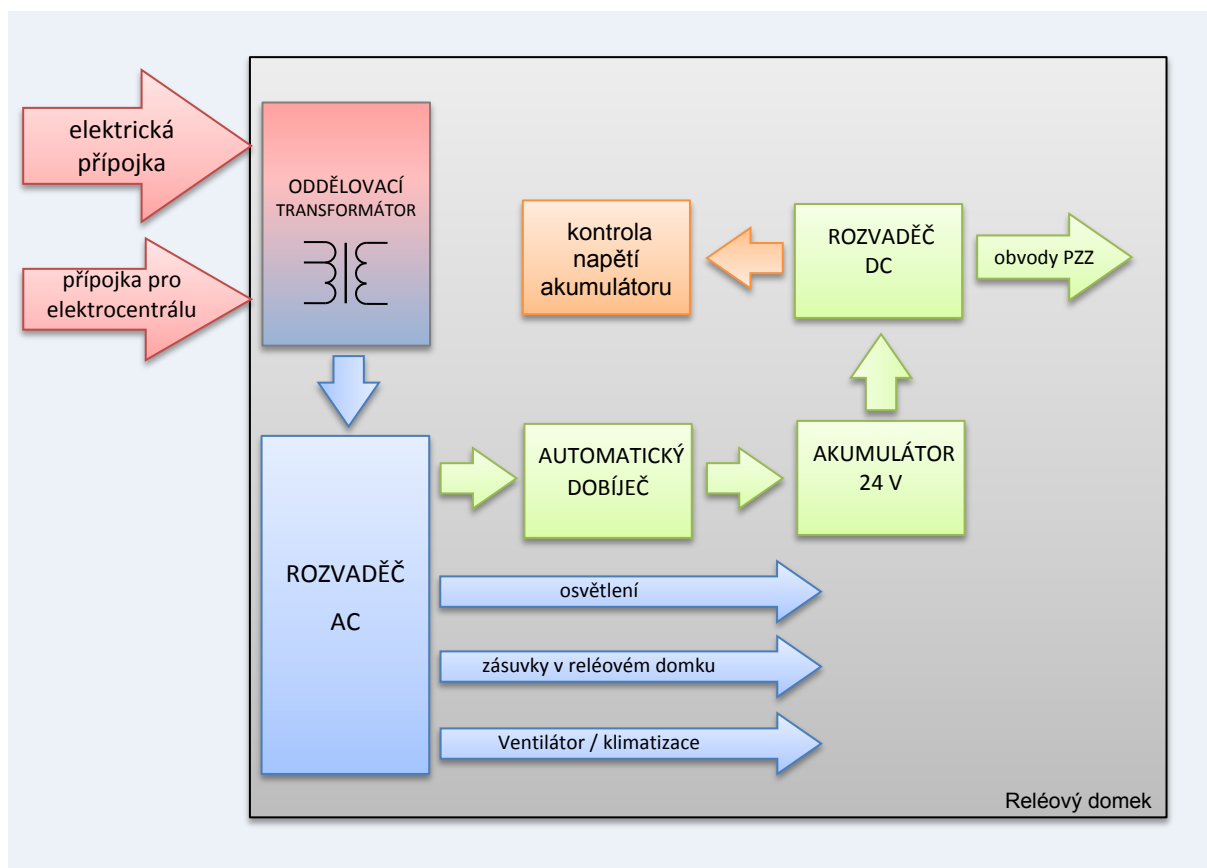 elektrická
přípojka
přípojka pro
elektrocentrálu
ODDĚLOVACÍ
TRANSFORMÁTOR
kontrola
napětí
akumulátoru
ROZVADĚČ
DC
obvody PZZ
AUTOMATICKÝ
DOBÍJEČ
AKUMULÁTOR
24 V
ROZVADĚČ
AC
osvětlení
zásuvky v reléovém domku
Ventilátor / klimatizace
Reléový domek